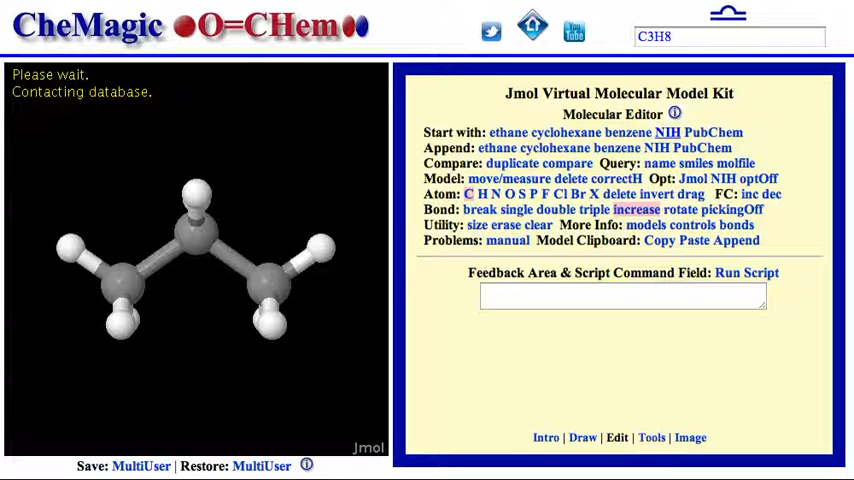 CheMagic O=CHem
C3H8
Please wait.
Contacting database.
Jmol
Save: MultiUser | Restore: MultiUser
Jmol Virtual Molecular Model Kit
Molecular Editor
Start with: ethane cyclohexane benzene NIH PubChem
Append: ethane cyclohexane benzene NIH PubChem
Compare: duplicate compare Query: name smiles molfile
Model: move/measure delete correctH Opt: Jmol NIH optOff
Atom: C H N O S P F Cl Br X delete invert drag FC: inc dec
Bond: break single double triple increase rotate pickingOff
Utility: size erase clear More Info: models controls bonds
Problems: manual Model Clipboard: Copy Paste Append
Feedback Area & Script Command Field: Run Script
Intro | Draw | Edit | Tools | Image